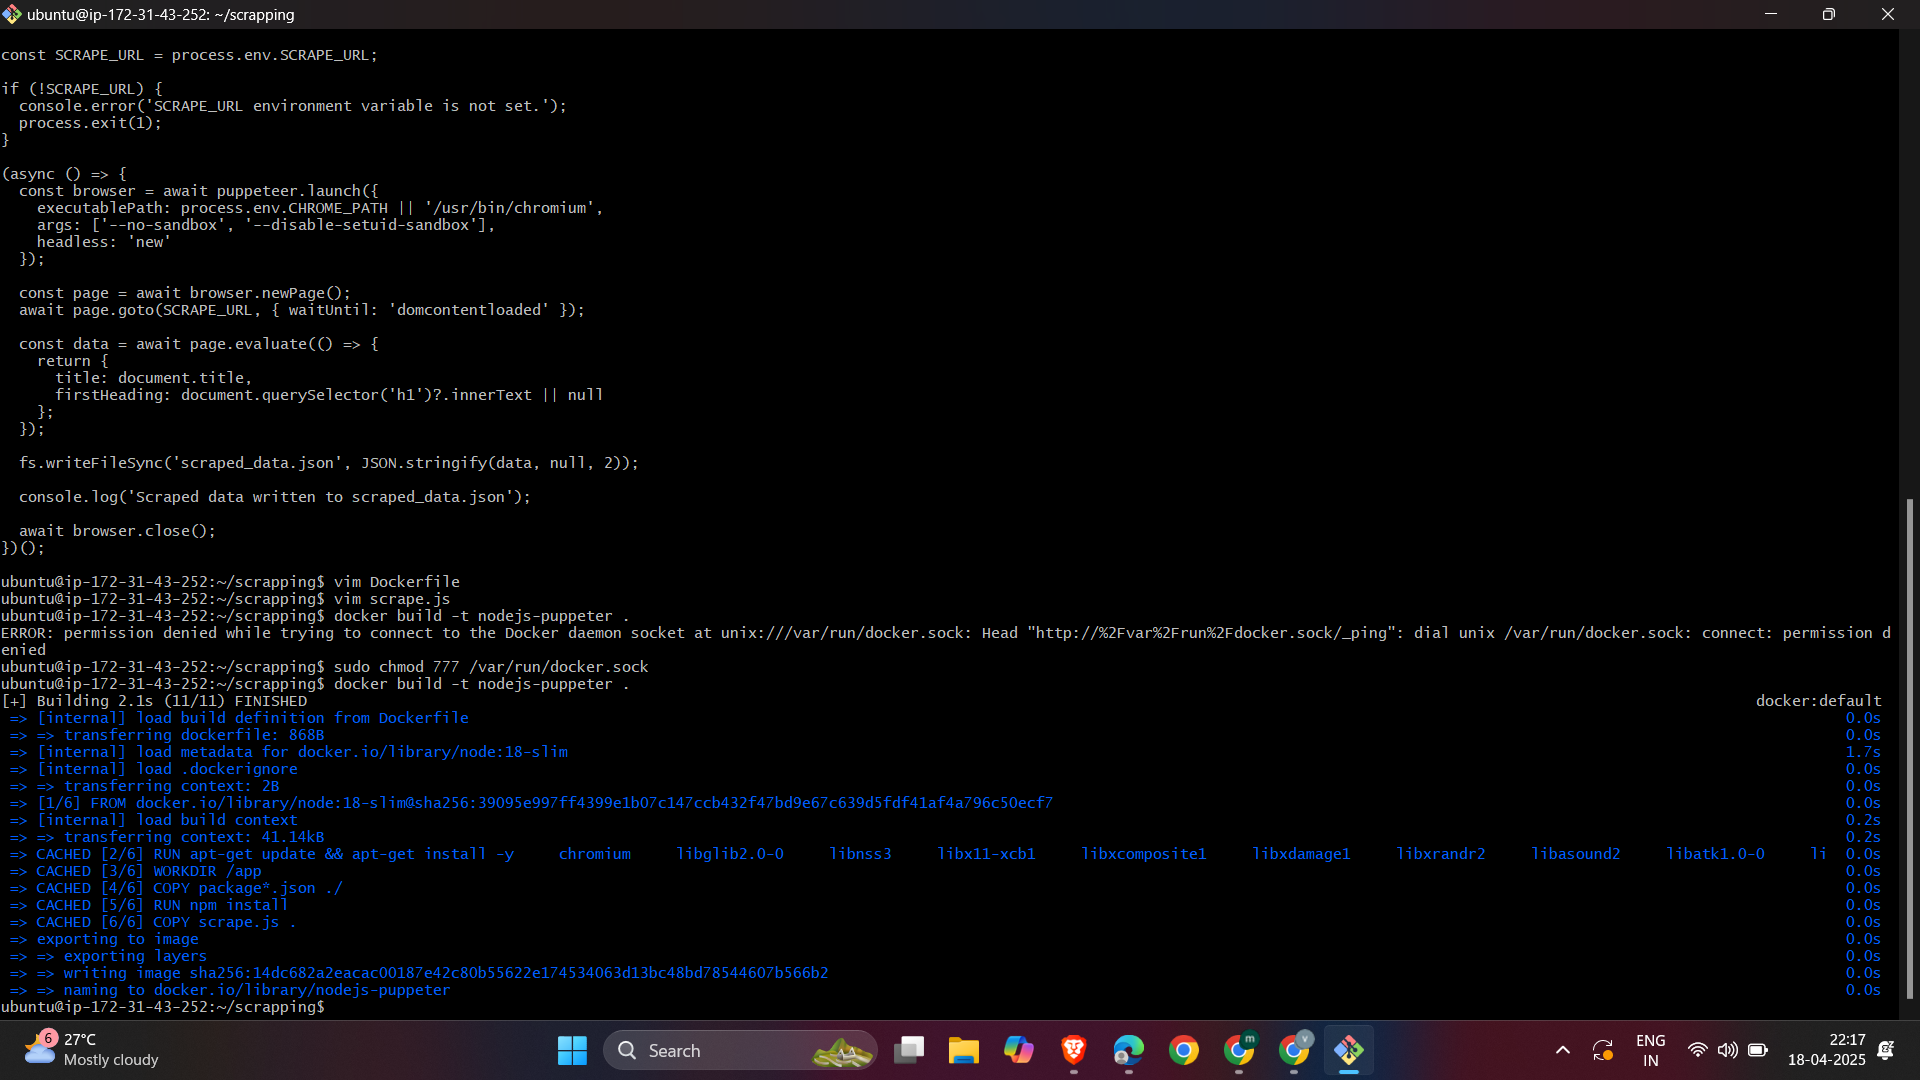 ubuntu@ip-172-31-43-252: ~/scrapping
const SCRAPE_URL = process.env.SCRAPE_URL;
if (!SCRAPE_URL) {
  console.error('SCRAPE_URL environment variable is not set.');
  process.exit(1);
}
(async () => {
  const browser = await puppeteer.launch({
    executablePath: process.env.CHROME_PATH || '/usr/bin/chromium',
    args: ['--no-sandbox', '--disable-setuid-sandbox'],
    headless: 'new'
  });
  const page = await browser.newPage();
  await page.goto(SCRAPE_URL, { waitUntil: 'domcontentloaded' });
  const data = await page.evaluate(() => {
    return {
      title: document.title,
      firstHeading: document.querySelector('h1')?.innerText || null
    };
  });
  fs.writeFileSync('scraped_data.json', JSON.stringify(data, null, 2));
  console.log('Scraped data written to scraped_data.json');
  await browser.close();
})();
ubuntu@ip-172-31-43-252:~/scrapping$ vim Dockerfile
ubuntu@ip-172-31-43-252:~/scrapping$ vim scrape.js
ubuntu@ip-172-31-43-252:~/scrapping$ docker build -t nodejs-puppeter .
ERROR: permission denied while trying to connect to the Docker daemon socket at unix:///var/run/docker.sock: Head "http://%2Fvar%2Frun%2Fdocker.sock/_ping": dial unix /var/run/docker.sock: connect: permission d
enied
ubuntu@ip-172-31-43-252:~/scrapping$ sudo chmod 777 /var/run/docker.sock
ubuntu@ip-172-31-43-252:~/scrapping$ docker build -t nodejs-puppeter .
[+] Building 2.1s (11/11) FINISHED docker:default
 => [internal] load build definition from Dockerfile 0.0s
 => => transferring dockerfile: 868B 0.0s
 => [internal] load metadata for docker.io/library/node:18-slim 1.7s
 => [internal] load .dockerignore 0.0s
 => => transferring context: 2B 0.0s
 => [1/6] FROM docker.io/library/node:18-slim@sha256:39095e997ff4399e1b07c147ccb432f47bd9e67c639d5fdf41af4a796c50ecf7 0.0s
 => [internal] load build context 0.2s
 => => transferring context: 41.14kB 0.2s
 => CACHED [2/6] RUN apt-get update && apt-get install -y     chromium     libglib2.0-0     libnss3     libx11-xcb1     libxcomposite1     libxdamage1     libxrandr2     libasound2     libatk1.0-0     li 0.0s
 => CACHED [3/6] WORKDIR /app 0.0s
 => CACHED [4/6] COPY package*.json ./ 0.0s
 => CACHED [5/6] RUN npm install 0.0s
 => CACHED [6/6] COPY scrape.js . 0.0s
 => exporting to image 0.0s
 => => exporting layers 0.0s
 => => writing image sha256:14dc682a2eacac00187e42c80b55622e174534063d13bc48bd78544607b566b2 0.0s
 => => naming to docker.io/library/nodejs-puppeter 0.0s
ubuntu@ip-172-31-43-252:~/scrapping$
6
27°C
Mostly cloudy
Search
m
v
ENG
IN
22:17
18-04-2025